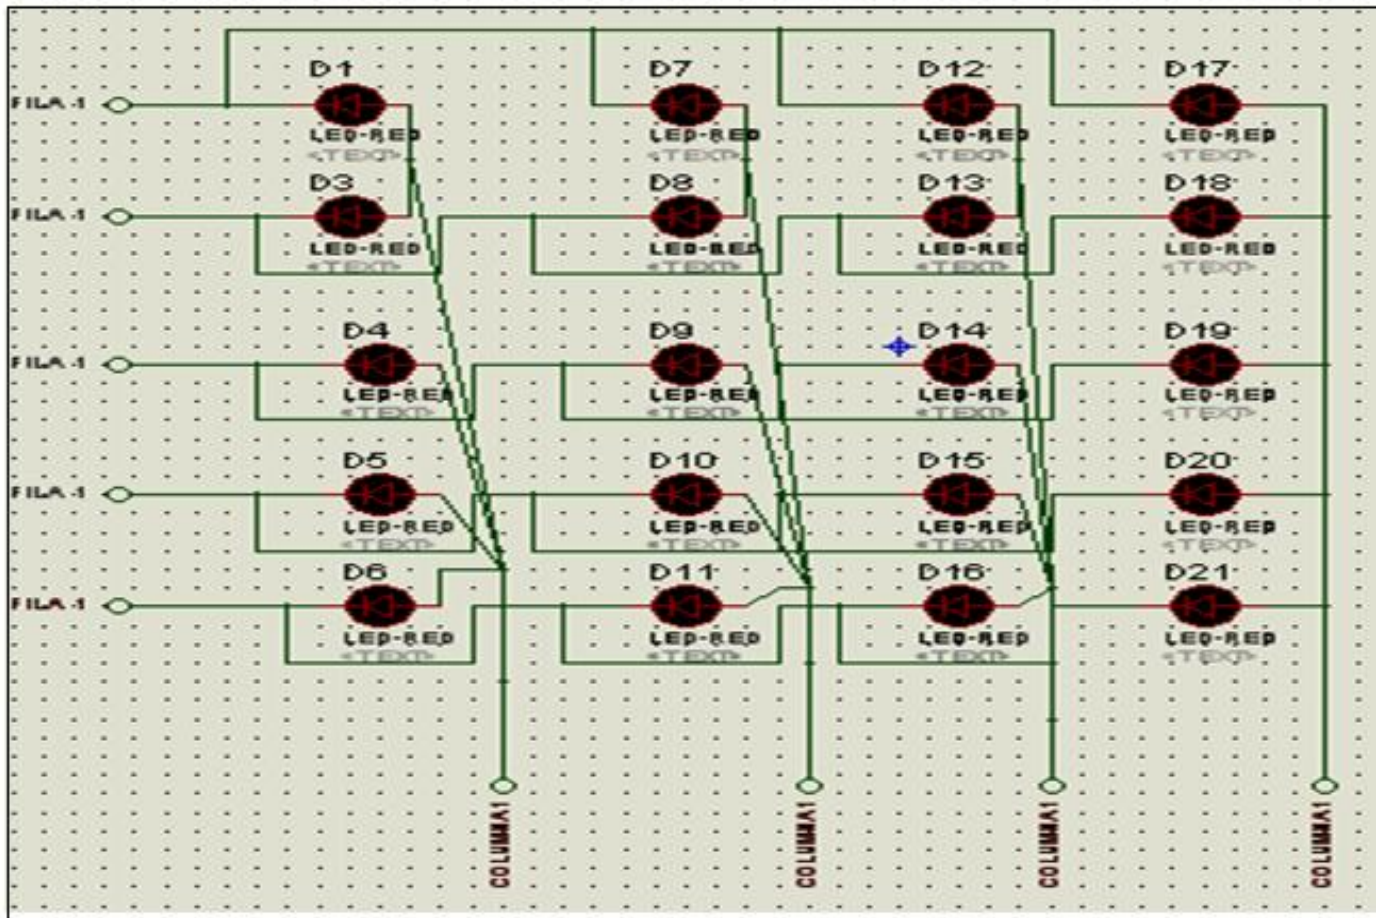 D1 D7 D12 D17
FILA 1
LED-RED LED-RED LED-RED LED-RED
<TEXT> <TEXT> <TEXT> <TEXT>
D3 D8 D13 D18
FILA 1
LED-RED LED-RED LED-RED LED-RED
<TEXT> <TEXT> <TEXT> <TEXT>
D4 D9 D14 D19
FILA 1
LED-RED LED-RED LED-RED LED-RED
<TEXT> <TEXT> <TEXT> <TEXT>
D5 D10 D15 D20
FILA 1
LED-RED LED-RED LED-RED LED-RED
<TEXT> <TEXT> <TEXT> <TEXT>
D6 D11 D16 D21
FILA 1
LED-RED LED-RED LED-RED LED-RED
<TEXT> <TEXT> <TEXT> <TEXT>
COLUMNA1 COLUMNA1 COLUMNA1 COLUMNA1